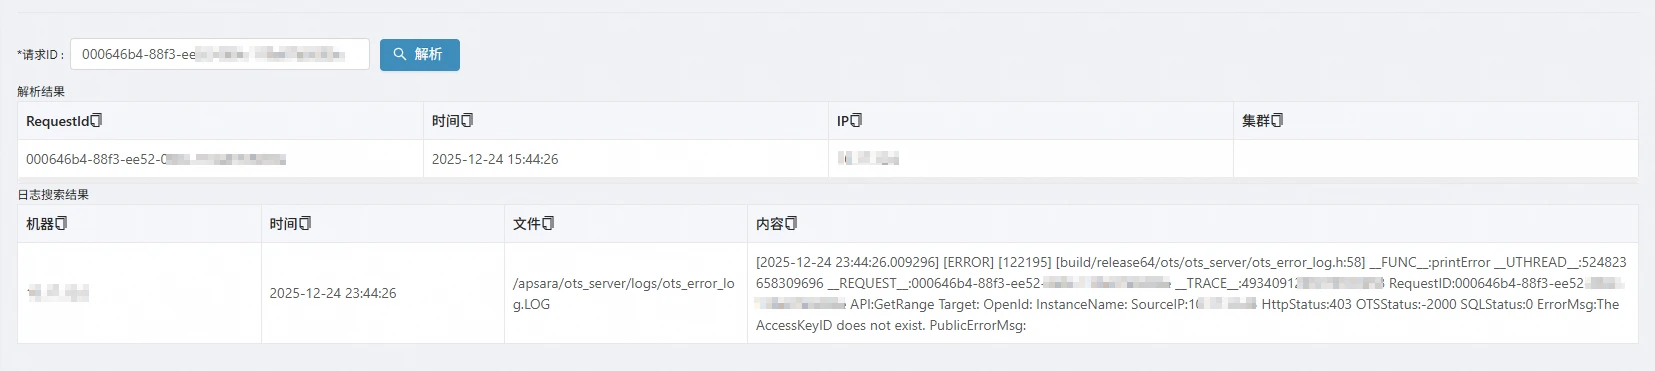 *请求ID : 000646b4-88f3-ee 解析
解析结果
RequestId 时间 IP 集群
000646b4-88f3-ee52-0 2025-12-24 15:44:26
日志搜索结果
机器 时间 文件 内容
[2025-12-24 23:44:26.009296] [ERROR] [122195] [build/release64/ots/ots_server/ots_error_log.h:58] __FUNC__:printError __UTHREAD__:524823
2025-12-24 23:44:26 /apsara/ots_server/logs/ots_error_lo
g.LOG
658309696 __REQUEST__:000646b4-88f3-ee52- __TRACE__:49340912 RequestID:000646b4-88f3-ee52-
API:GetRange Target: OpenId: InstanceName: SourceIP:10 HttpStatus:403 OTSStatus:-2000 SQLStatus:0 ErrorMsg:The
AccessKeyID does not exist. PublicErrorMsg: